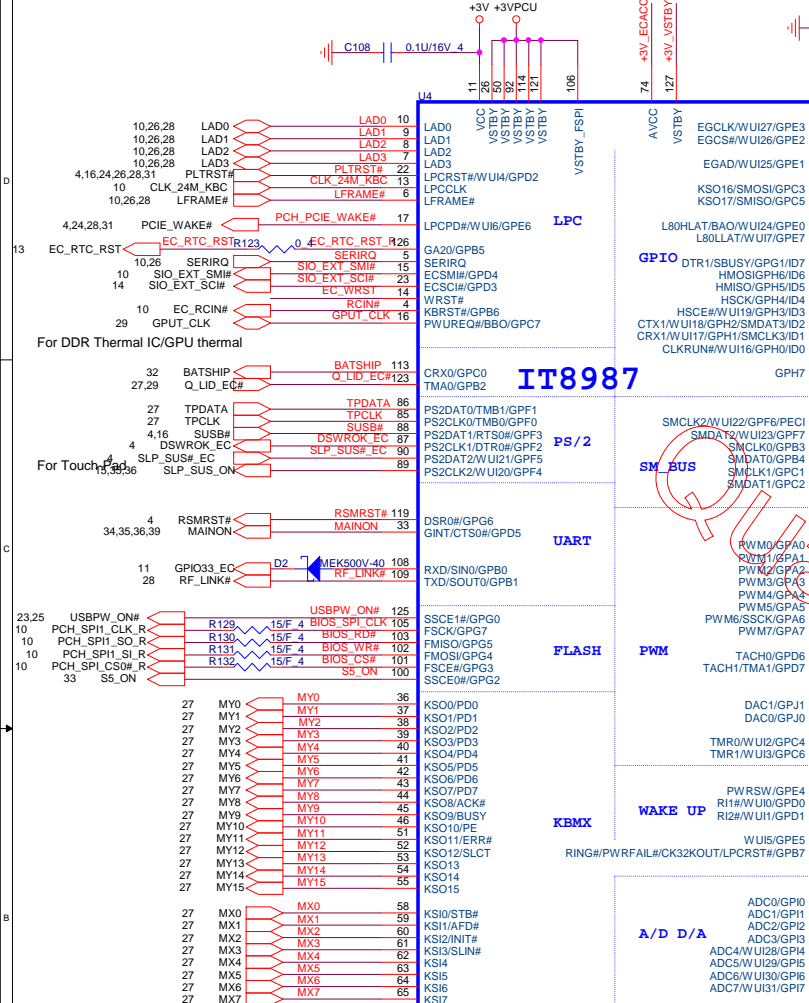 +3V +3VPCU
C108 0.1U/16V_4
+3V_ECACC
+3V_VSTBY
11 26 50 92 114 121 106 74 127
U4
VCC VSTBY VSTBY VSTBY VSTBY VSTBY VSTBY_FSPI AVCC VSTBY
10,26,28 LAD0 LAD0 10 LAD0
10,26,28 LAD1 LAD1 9 LAD1
10,26,28 LAD2 LAD2 8 LAD2
10,26,28 LAD3 LAD3 7 LAD3
4,16,24,26,28,31 PLTRST# PLTRST# 22 LPCRST#/WUI4/GPD2
10 CLK_24M_KBC CLK_24M_KBC 13 LPCCLK
10,26,28 LFRAME# LFRAME# 6 LFRAME#
4,24,28,31 PCIE_WAKE# PCH_PCIE_WAKE# 17 LPCPD#/WUI6/GPE6
13 EC_RTC_RST EC_RTC_RST R123 0_4 EC_RTC_RST_R 126 GA20/GPB5
10,26 SERIRQ SERIRQ 5 SERIRQ
10 SIO_EXT_SMI# SIO_EXT_SMI# 15 ECSMI#/GPD4
14 SIO_EXT_SCI# SIO_EXT_SCI# 23 ECSCI#/GPD3
EC_WRST 14 WRST#
10 EC_RCIN# RCIN# 4 KBRST#/GPB6
29 GPUT_CLK GPUT_CLK 16 PWUREQ#/BBO/GPC7
LPC
GPIO
EGCLK/WUI27/GPE3
EGCS#/WUI26/GPE2
EGAD/WUI25/GPE1
KSO16/SMOSI/GPC3
KSO17/SMISO/GPC5
L80HLAT/BAO/WUI24/GPE0
L80LLAT/WUI7/GPE7
DTR1/SBUSY/GPG1/ID7
HMOSIGPH6/ID6
HMISO/GPH5/ID5
HSCK/GPH4/ID4
HSCE#/WUI19/GPH3/ID3
CTX1/WUI18/GPH2/SMDAT3/ID2
CRX1/WUI17/GPH1/SMCLK3/ID1
CLKRUN#/WUI16/GPH0/ID0
GPH7
For DDR Thermal IC/GPU thermal
IT8987
32 BATSHIP BATSHIP 113 CRX0/GPC0
27,29 Q_LID_EC# Q_LID_EC# 123 TMA0/GPB2
27 TPDATA TPDATA 86 PS2DAT0/TMB1/GPF1
27 TPCLK TPCLK 85 PS2CLK0/TMB0/GPF0
4,16 SUSB# SUSB# 88 PS2DAT1/RTS0#/GPF3
4 DSWROK_EC DSWROK_EC 87 PS2CLK1/DTR0#/GPF2
4 SLP_SUS#_EC SLP_SUS#_EC 90 PS2DAT2/WUI21/GPF5
For Touch-Pad
15,35,36 SLP_SUS_ON 89 PS2CLK2/WUI20/GPF4
PS/2
SM_BUS
SMCLK2/WUI22/GPF6/PECI
SMDAT2/WUI23/GPF7
SMCLK0/GPB3
SMDAT0/GPB4
SMCLK1/GPC1
SMDAT1/GPC2
4 RSMRST# RSMRST# 119 DSR0#/GPG6
34,35,36,39 MAINON MAINON 33 GINT/CTS0#/GPD5
UART
11 GPIO33_EC D2 MEK500V-40 108 RXD/SIN0/GPB0
28 RF_LINK# RF_LINK# 109 TXD/SOUT0/GPB1
PWM0/GPA0
PWM1/GPA1
PWM2/GPA2
PWM3/GPA3
PWM4/GPA4
PWM5/GPA5
PWM6/SSCK/GPA6
PWM7/GPA7
TACH0/GPD6
TACH1/TMA1/GPD7
23,25 USBPW_ON# USBPW_ON# 125 SSCE1#/GPG0
10 PCH_SPI1_CLK_R R129 15/F_4 BIOS_SPI_CLK 105 FSCK/GPG7
10 PCH_SPI1_SO_R R130 15/F_4 BIOS_RD# 103 FMISO/GPG5
10 PCH_SPI1_SI_R R131 15/F_4 BIOS_WR# 102 FMOSI/GPG4
10 PCH_SPI1_CS0#_R R132 15/F_4 BIOS_CS# 101 FSCE#/GPG3
33 S5_ON S5_ON 100 SSCE0#/GPG2
FLASH
PWM
27 MY0 MY0 36 KSO0/PD0
27 MY1 MY1 37 KSO1/PD1
27 MY2 MY2 38 KSO2/PD2
27 MY3 MY3 39 KSO3/PD3
27 MY4 MY4 40 KSO4/PD4
27 MY5 MY5 41 KSO5/PD5
27 MY6 MY6 42 KSO6/PD6
27 MY7 MY7 43 KSO7/PD7
27 MY8 MY8 44 KSO8/ACK#
27 MY9 MY9 45 KSO9/BUSY
27 MY10 MY10 46 KSO10/PE
27 MY11 MY11 51 KSO11/ERR#
27 MY12 MY12 52 KSO12/SLCT
27 MY13 MY13 53 KSO13
27 MY14 MY14 54 KSO14
27 MY15 MY15 55 KSO15
DAC1/GPJ1
DAC0/GPJ0
TMR0/WUI2/GPC4
TMR1/WUI3/GPC6
KBMX
WAKE UP
PWRSW/GPE4
RI1#/WUI0/GPD0
RI2#/WUI1/GPD1
WUI5/GPE5
RING#/PWRFAIL#/CK32KOUT/LPCRST#/GPB7
27 MX0 MX0 58 KSI0/STB#
27 MX1 MX1 59 KSI1/AFD#
27 MX2 MX2 60 KSI2/INIT#
27 MX3 MX3 61 KSI3/SLIN#
27 MX4 MX4 62 KSI4
27 MX5 MX5 63 KSI5
27 MX6 MX6 64 KSI6
27 MX7 MX7 65 KSI7
A/D D/A
ADC0/GPI0
ADC1/GPI1
ADC2/GPI2
ADC3/GPI3
ADC4/WUI28/GPI4
ADC5/WUI29/GPI5
ADC6/WUI30/GPI6
ADC7/WUI31/GPI7
D
C
B
Qu